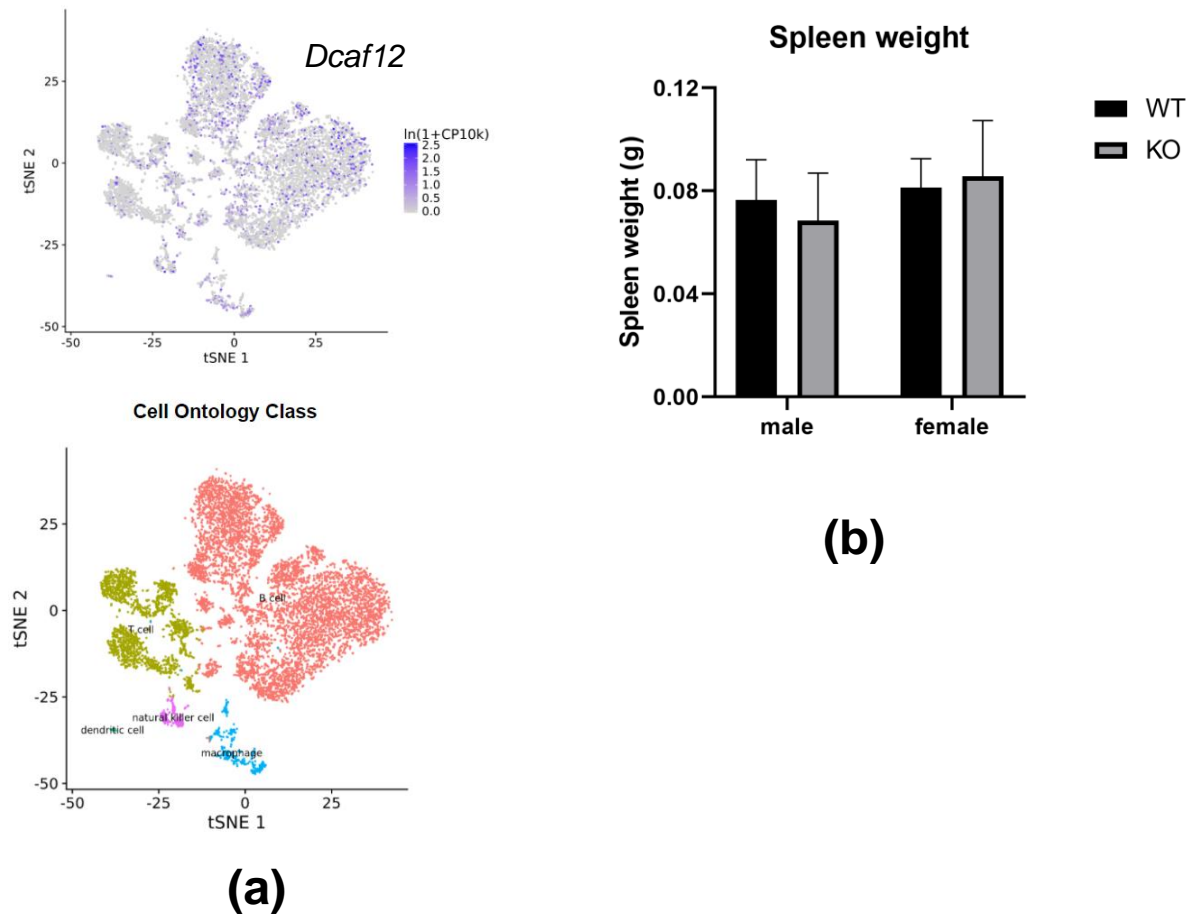 Dcaf12
25
0
-25
-50
tSNE 2
-50 -25 0 25
tSNE 1
ln(1+CP10k)
2.5
2.0
1.5
1.0
0.5
0.0
Cell Ontology Class
25
0
-25
-50
tSNE 2
B cell
T cell
natural killer cell
dendritic cell
macrophage
-50 -25 0 25
tSNE 1
(a)
Spleen weight
0.12
0.08
0.04
0.00
Spleen weight (g)
male female
WT
KO
(b)